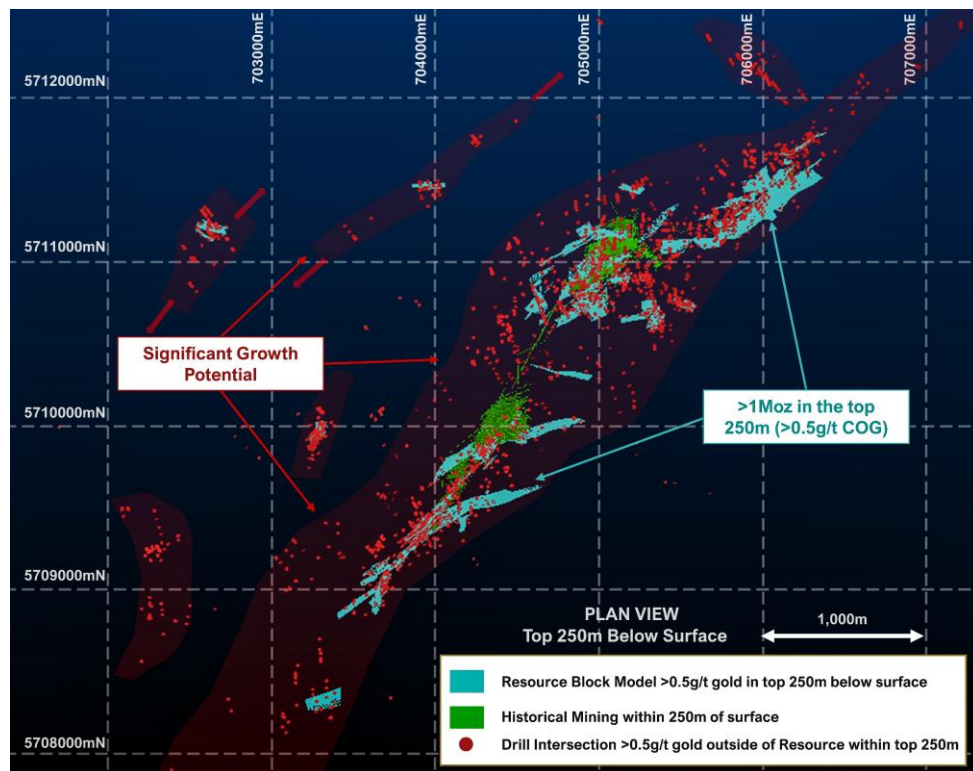 703000mE
704000mE
705000mE
706000mE
707000mE
5712000mN
5711000mN
5710000mN
5709000mN
5708000mN
Significant Growth
Potential
>1Moz in the top
250m (>0.5g/t COG)
PLAN VIEW
Top 250m Below Surface
1,000m
Resource Block Model >0.5g/t gold in top 250m below surface
Historical Mining within 250m of surface
Drill Intersection >0.5g/t gold outside of Resource within top 250m